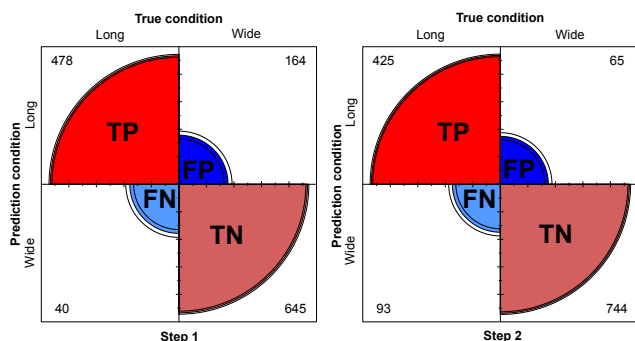 True condition
Long Wide
478 164
TP FP
FN TN
40 645
Prediction condition
Long
Wide
Step 1
True condition
Long Wide
425 65
TP FP
FN TN
93 744
Prediction condition
Long
Wide
Step 2